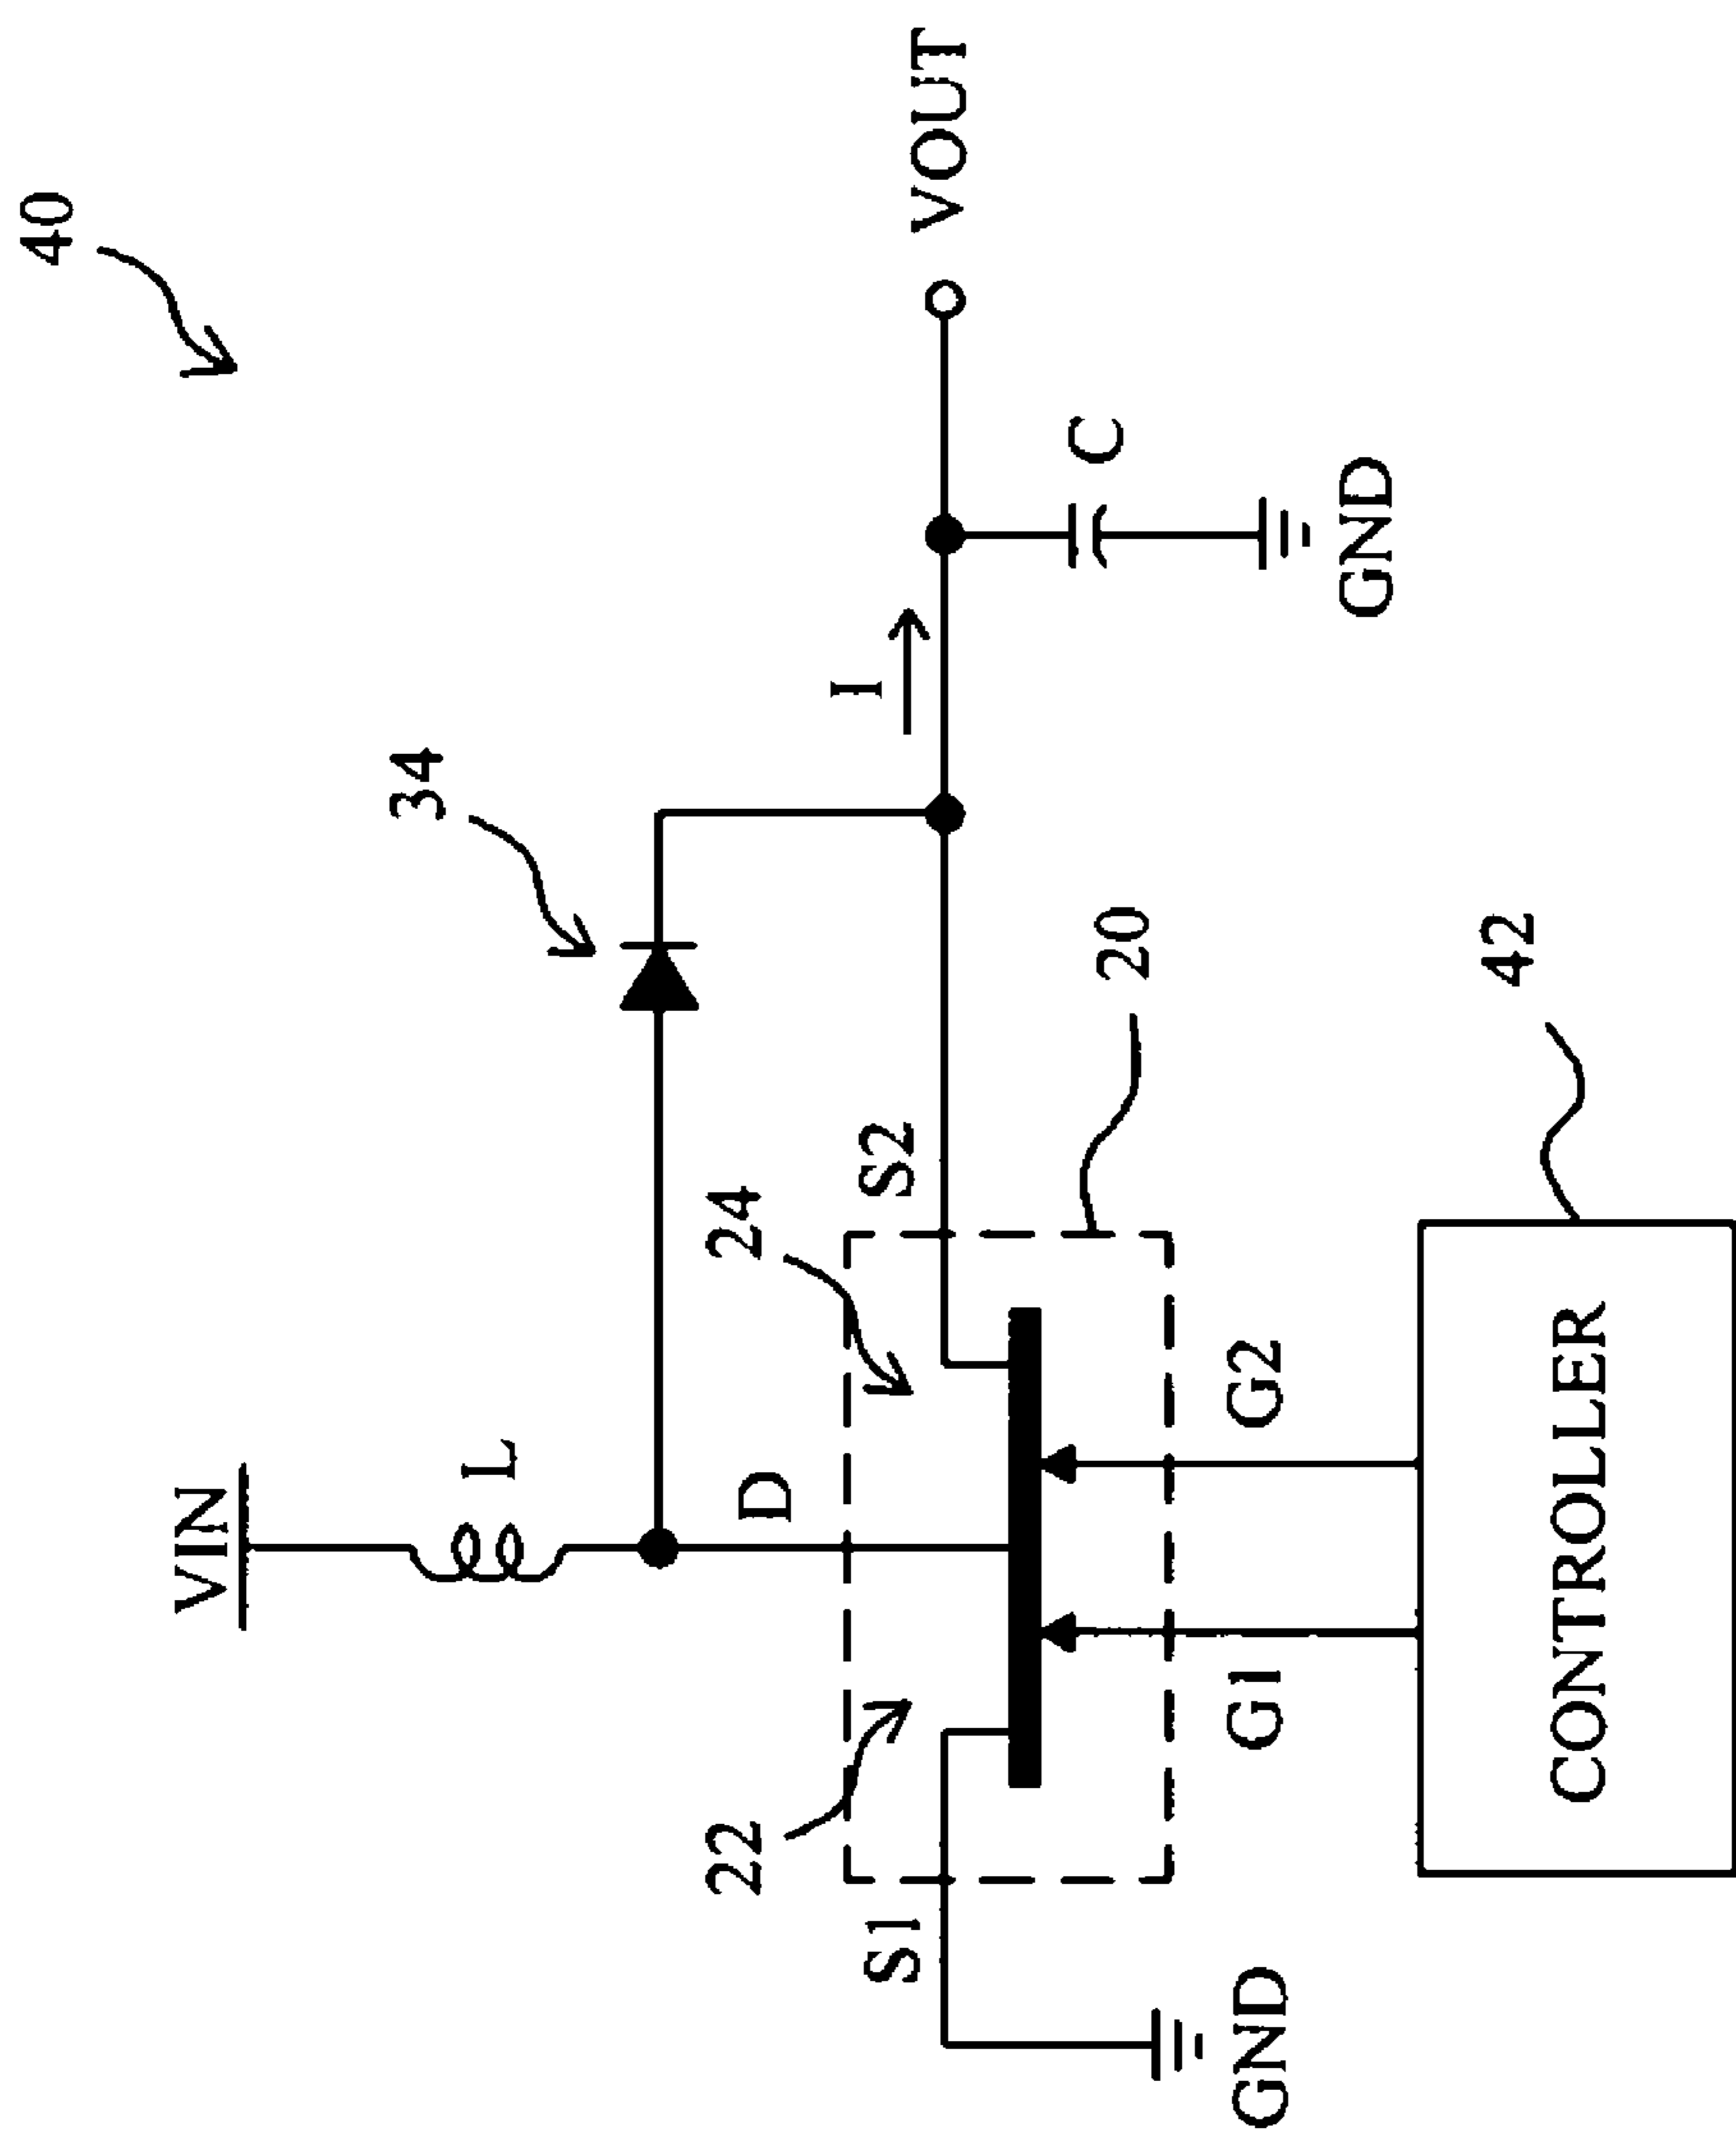 40
VIN
L
34
D
24
22
I
VOUT
S1
S2
C
20
G1
G2
GND
GND
42
CONTROLLER